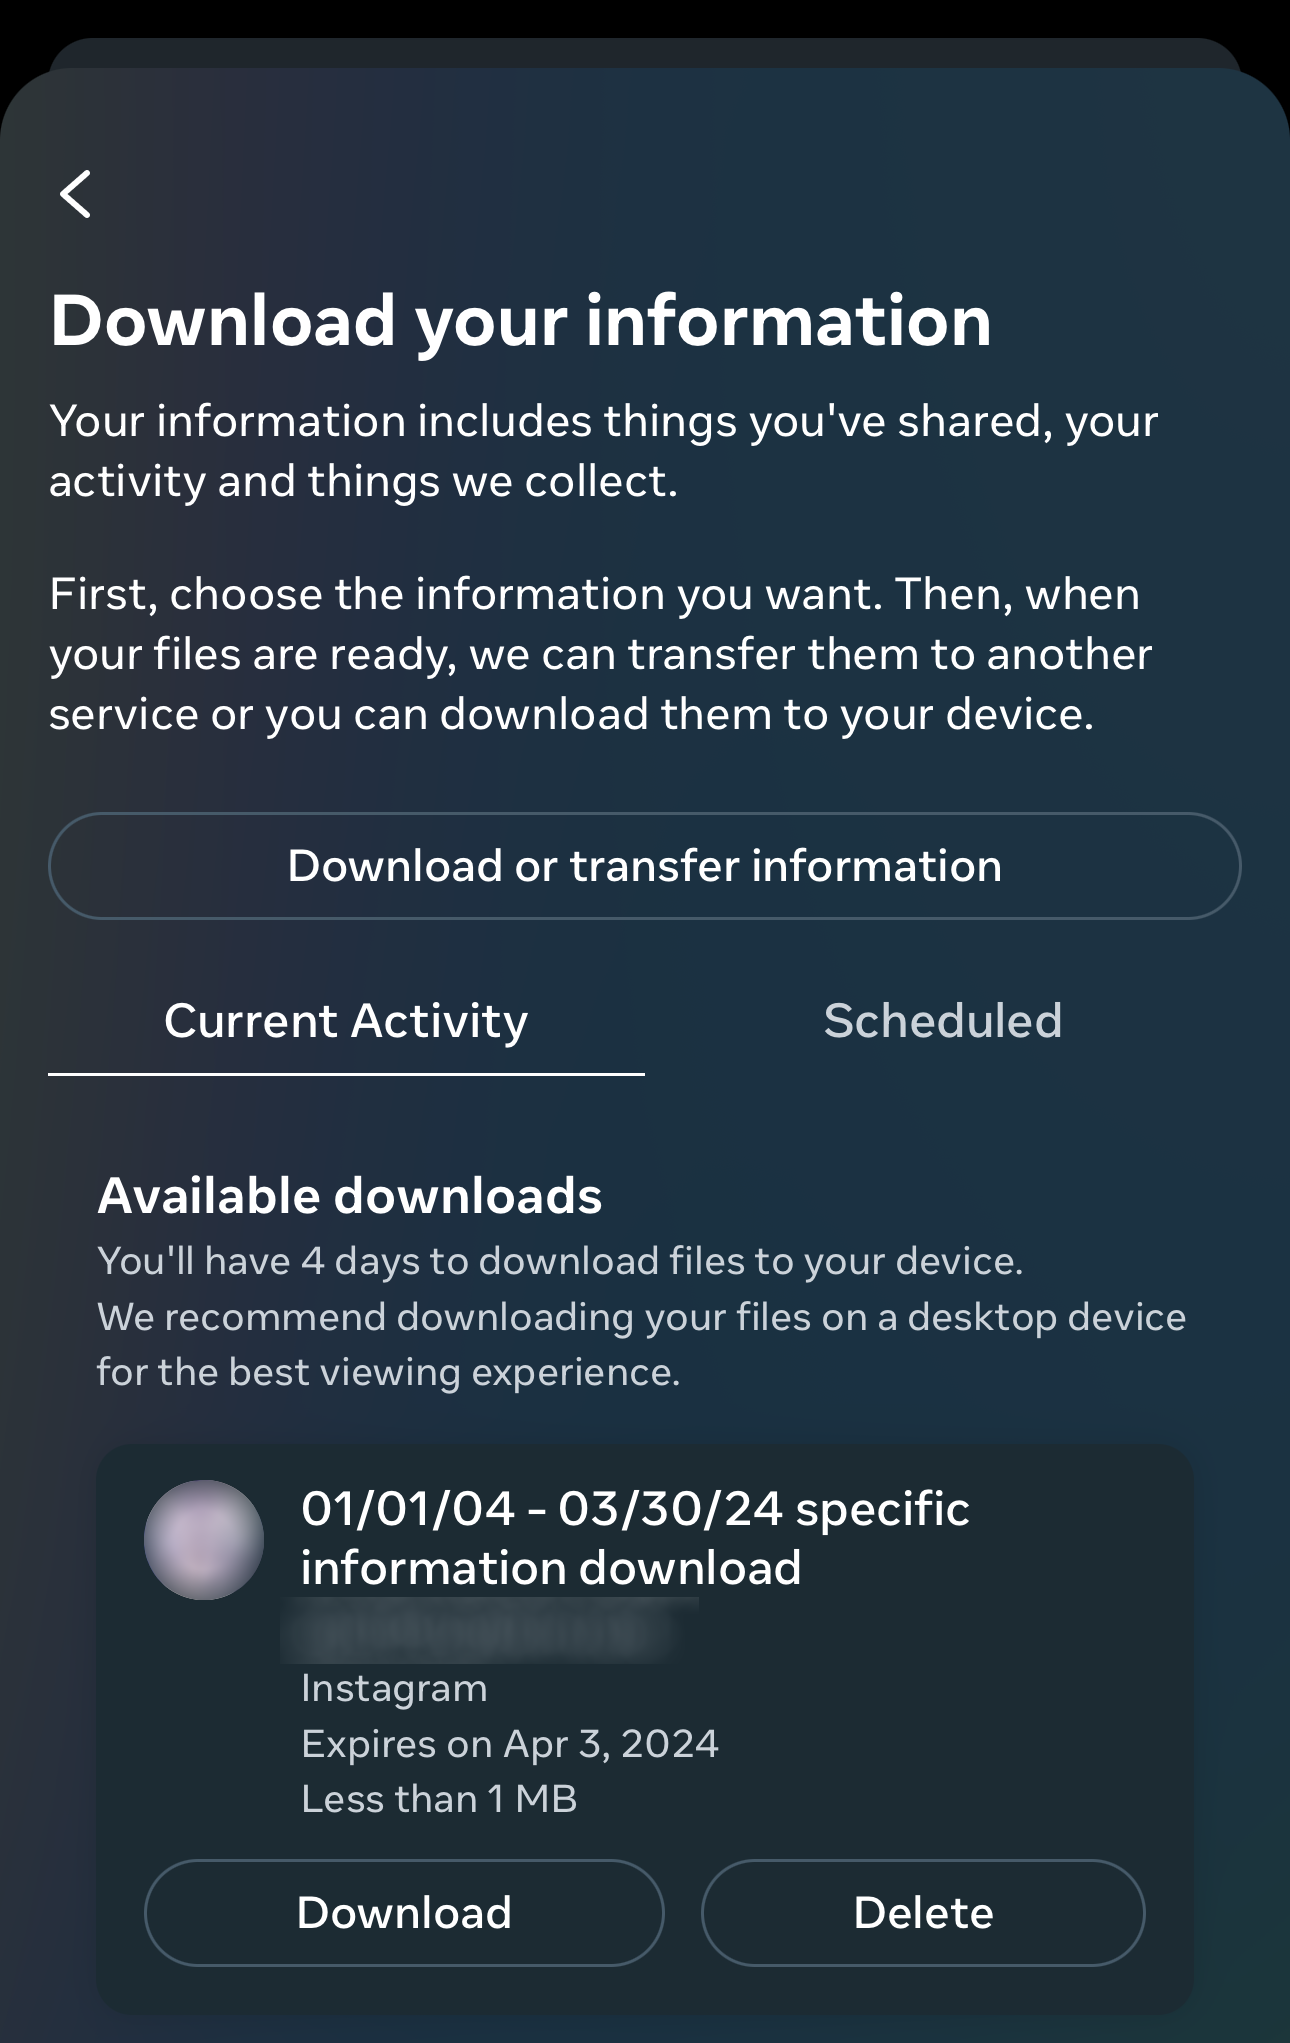 Download your information
Your information includes things you've shared, your
activity and things we collect.
First, choose the information you want. Then, when
your files are ready, we can transfer them to another
service or you can download them to your device.
Download or transfer information
Current Activity
Scheduled
Available downloads
You'll have 4 days to download files to your device.
We recommend downloading your files on a desktop device
for the best viewing experience.
01/01/04 - 03/30/24 specific
information download
Instagram
Expires on Apr 3, 2024
Less than 1 MB
Download
Delete